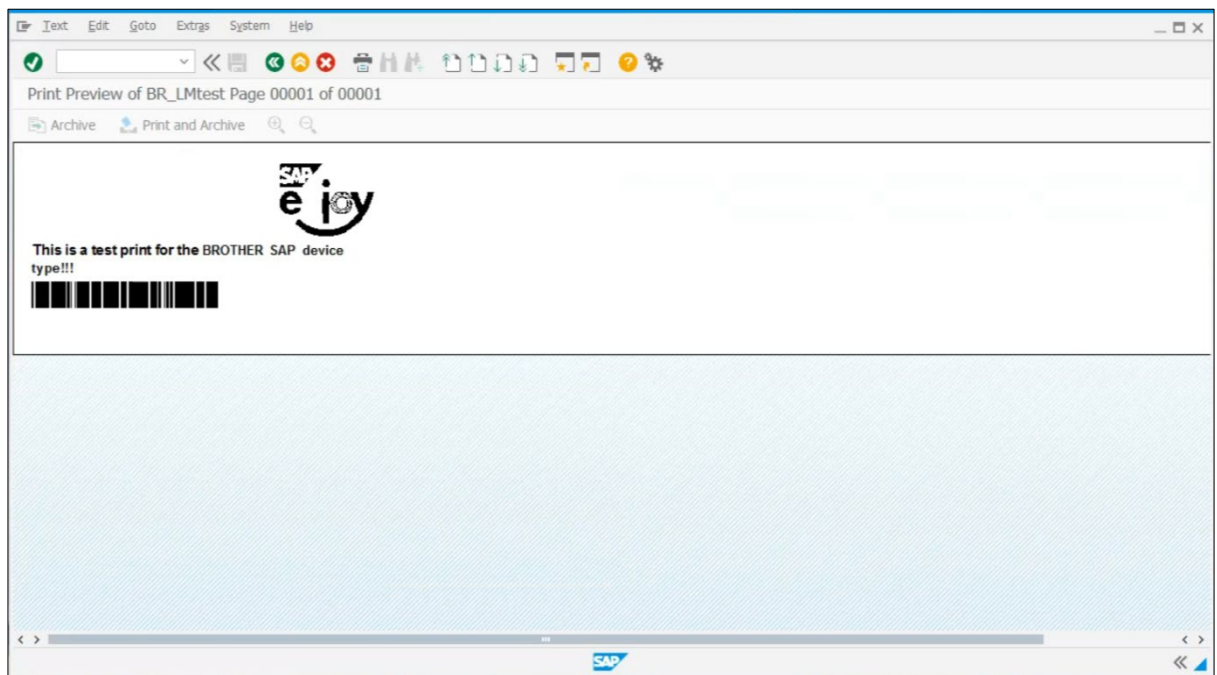 Text Edit Goto Extras System Help
Print Preview of BR_LMtest Page 00001 of 00001
Archive Print and Archive
SAP
e joy
This is a test print for the BROTHER SAP device
type!!!
SAP